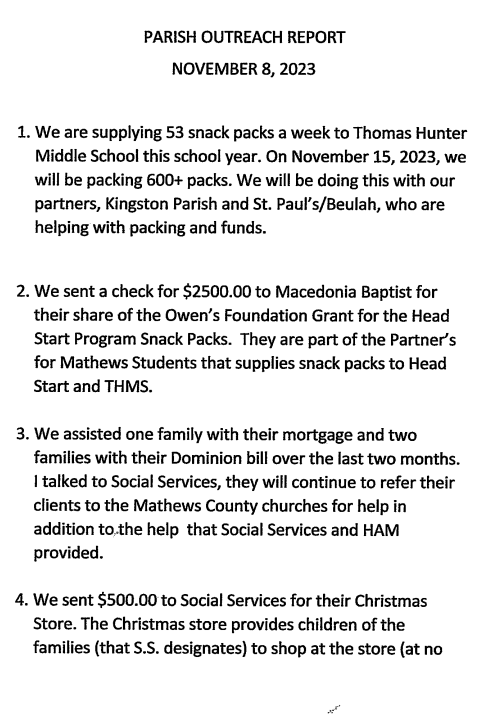 PARISH OUTREACH REPORT
NOVEMBER 8, 2023
1. We are supplying 53 snack packs a week to Thomas Hunter
Middle School this school year. On November 15, 2023, we
will be packing 600+ packs. We will be doing this with our
partners, Kingston Parish and St. Paul's/Beulah, who are
helping with packing and funds.
2. We sent a check for $2500.00 to Macedonia Baptist for
their share of the Owen's Foundation Grant for the Head
Start Program Snack Packs. They are part of the Partner's
for Mathews Students that supplies snack packs to Head
Start and THMS.
3. We assisted one family with their mortgage and two
families with their Dominion bill over the last two months.
I talked to Social Services, they will continue to refer their
clients to the Mathews County churches for help in
addition to the help that Social Services and HAM
provided.
4. We sent $500.00 to Social Services for their Christmas
Store. The Christmas store provides children of the
families (that S.S. designates) to shop at the store (at no